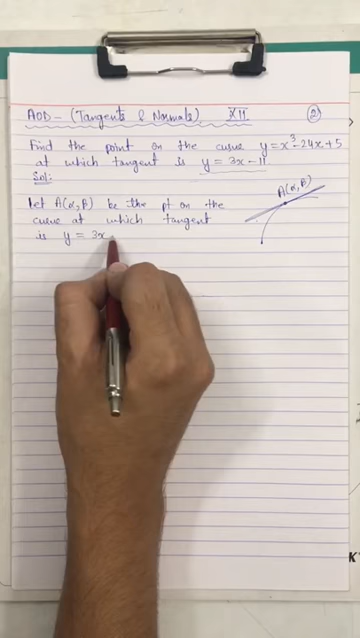 AOD - (Tangents & Normals) XII 2
Find the point on the curve y = x³ - 24x + 5
at which tangent is y = 3x - 11.
Sol:
Let A(α, β) be the pt on the
curve at which tangent
is y = 3x
A(α, β)